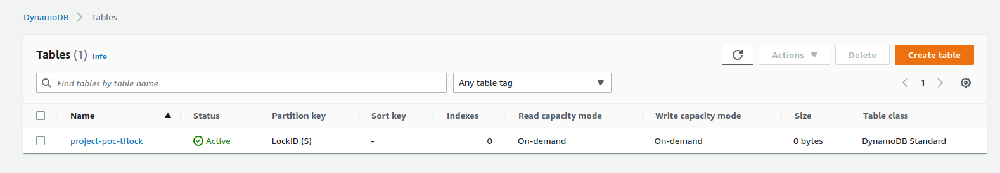 DynamoDB > Tables
Tables (1) Info
Actions Delete Create table
Find tables by table name
Any table tag
1
Name Status Partition key Sort key Indexes Read capacity mode Write capacity mode Size Table class
project-poc-tflock Active LockID (S) - 0 On-demand On-demand 0 bytes DynamoDB Standard